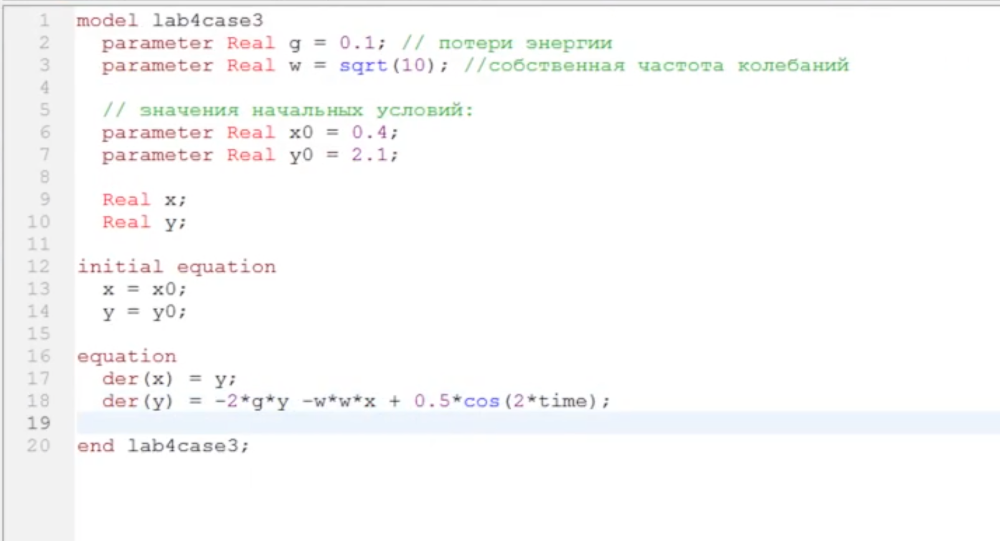 1 model lab4case3
2 parameter Real g = 0.1; // потери энергии
3 parameter Real w = sqrt(10); //собственная частота колебаний
4
5 // значения начальных условий:
6 parameter Real x0 = 0.4;
7 parameter Real y0 = 2.1;
8
9 Real x;
10 Real y;
11
12 initial equation
13 x = x0;
14 y = y0;
15
16 equation
17 der(x) = y;
18 der(y) = -2*g*y -w*w*x + 0.5*cos(2*time);
19
20 end lab4case3;